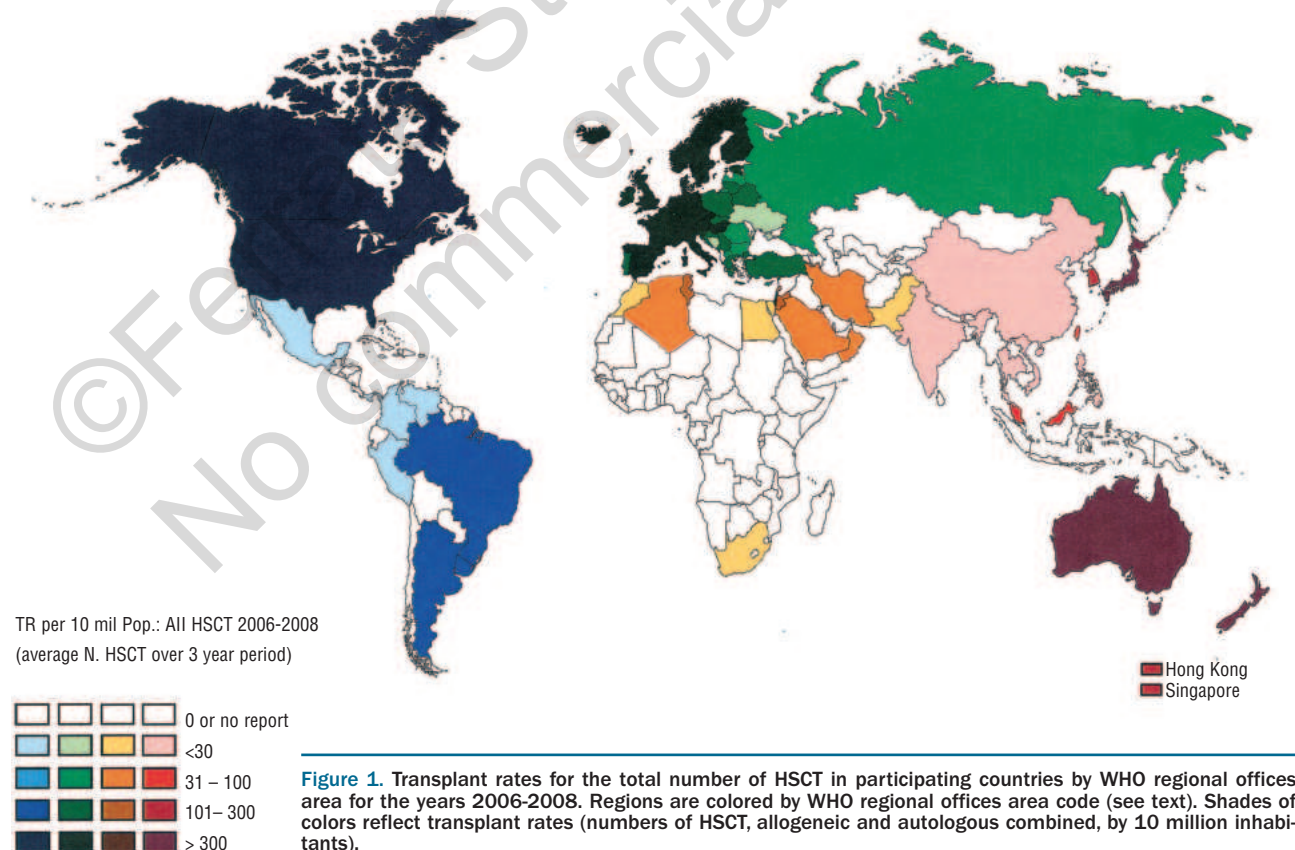 ©Ferrata St
No commercia
TR per 10 mil Pop.: All HSCT 2006-2008
(average N. HSCT over 3 year period)
Hong Kong
Singapore
0 or no report
<30
31 – 100
101– 300
> 300
Figure 1. Transplant rates for the total number of HSCT in participating countries by WHO regional offices
area for the years 2006-2008. Regions are colored by WHO regional offices area code (see text). Shades of
colors reflect transplant rates (numbers of HSCT, allogeneic and autologous combined, by 10 million inhabi-
tants).